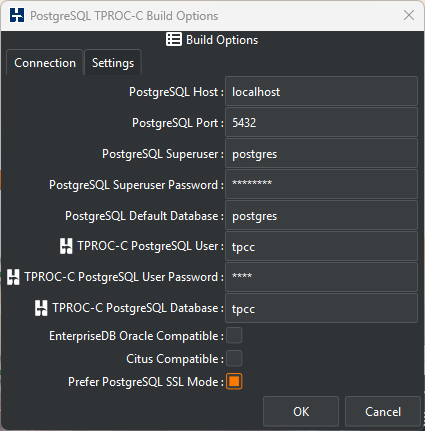 PostgreSQL TPROC-C Build Options
Build Options
Connection Settings
PostgreSQL Host : localhost
PostgreSQL Port : 5432
PostgreSQL Superuser : postgres
PostgreSQL Superuser Password : ********
PostgreSQL Default Database : postgres
TPROC-C PostgreSQL User : tpcc
TPROC-C PostgreSQL User Password : ****
TPROC-C PostgreSQL Database : tpcc
EnterpriseDB Oracle Compatible :
Citus Compatible :
Prefer PostgreSQL SSL Mode :
OK Cancel